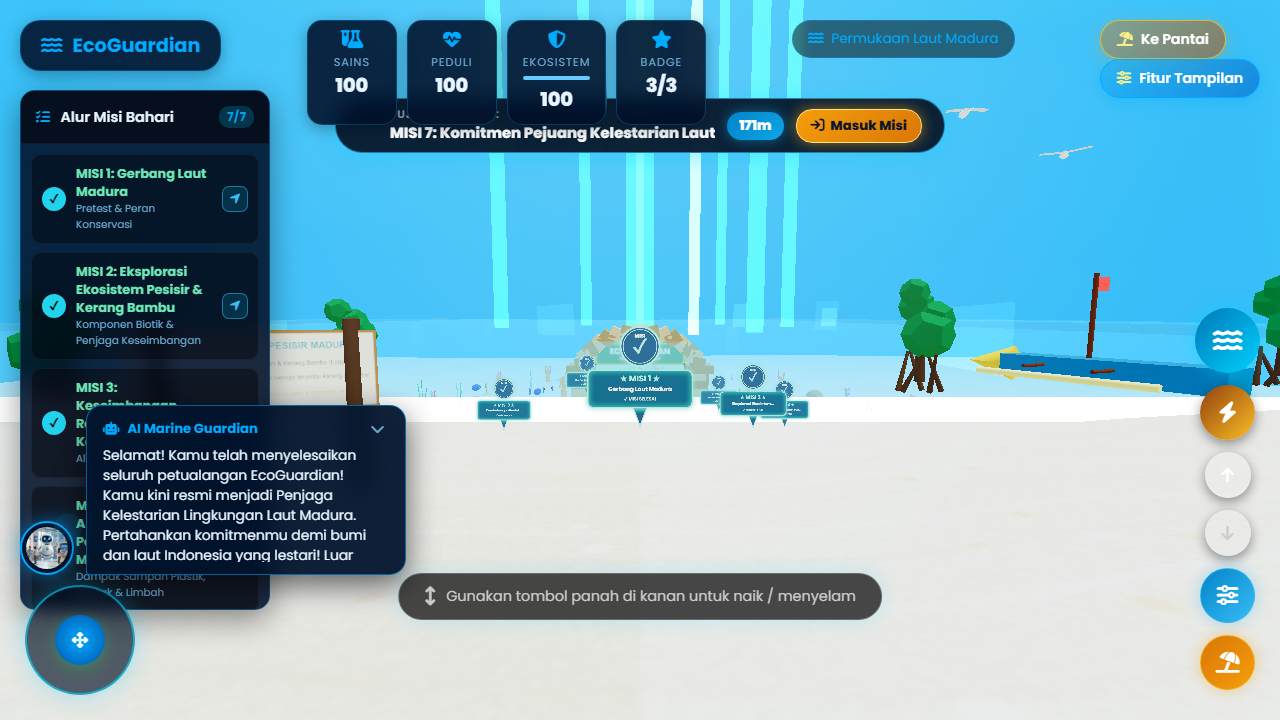 EcoGuardian
SAINS
100
PEDULI
100
EKOSISTEM
100
BADGE
3/3
Permukaan Laut Madura
Ke Pantai
Fitur Tampilan
MISI 7: Komitmen Pejuang Kelestarian Laut
171m
Masuk Misi
Alur Misi Bahari
7/7
MISI 1: Gerbang Laut
Madura
Pretest & Peran
Konservasi
MISI 2: Eksplorasi
Ekosistem Pesisir &
Kerang Bambu
Komponen Biotik &
Penjaga Keseimbangan
MISI 3:
Keseimbangan
AI Marine Guardian
Selamat! Kamu telah menyelesaikan
seluruh petualangan EcoGuardian!
Kamu kini resmi menjadi Penjaga
Kelestarian Lingkungan Laut Madura.
Pertahankan komitmenmu demi bumi
dan laut Indonesia yang lestari! Luar
Dampak Sampah Plastik,
& Limbah
PESISIR MADU
★ MISI 1 ★
Gerbang Laut Madura
✓ MISI SELESAI
Gunakan tombol panah di kanan untuk naik / menyelam